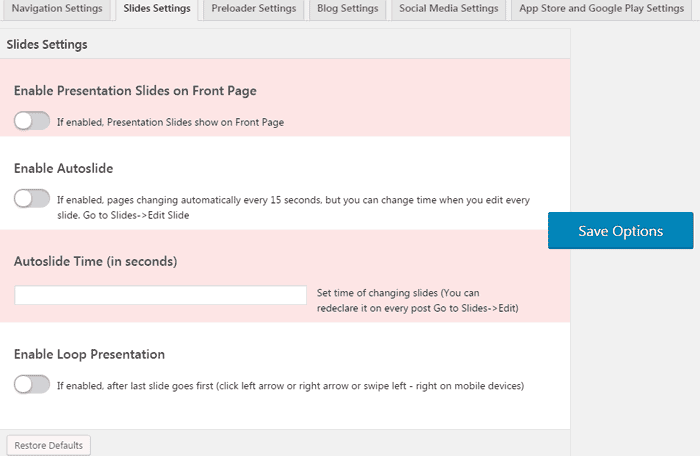 Navigation Settings
Slides Settings
Preloader Settings
Blog Settings
Social Media Settings
App Store and Google Play Settings
Slides Settings
Enable Presentation Slides on Front Page
If enabled, Presentation Slides show on Front Page
Enable Autoslide
If enabled, pages changing automatically every 15 seconds, but you can change time when you edit every
slide. Go to Slides->Edit Slide
Save Options
Autoslide Time (in seconds)
Set time of changing slides (You can
redeclare it on every post Go to Slides->Edit)
Enable Loop Presentation
If enabled, after last slide goes first (click left arrow or right arrow or swipe left - right on mobile devices)
Restore Defaults